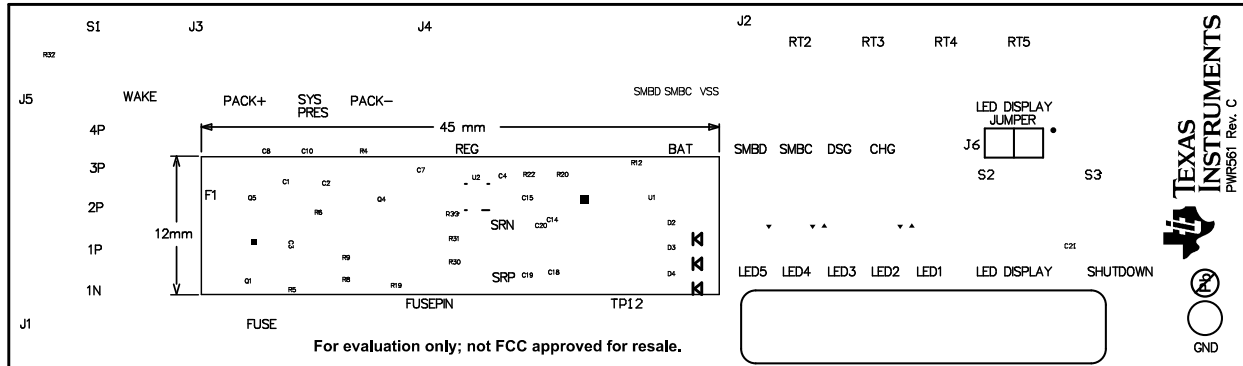 S1
J3
J4
J2
RT2
RT3
RT4
RT5
R32
J5
WAKE
PACK+
SYS
PRES
PACK-
SMBD SMBC VSS
LED DISPLAY
JUMPER
J6
4P
45 mm
C8
C10
R4
REG
BAT
SMBD
SMBC
DSG
CHG
3P
F1
C1
C2
C7
U2
C4
R22
R20
R12
S2
S3
2P
Q5
R6
Q4
C15
U1
R33
SRN
C20
C14
D2
12mm
1P
R31
D3
C21
R9
R30
1N
Q1
R5
R8
R19
SRP
C19
C18
D4
LED5
LED4
LED3
LED2
LED1
LED DISPLAY
SHUTDOWN
FUSEPIN
TP12
J1
FUSE
For evaluation only; not FCC approved for resale.
TEXAS
INSTRUMENTS
PWR561 Rev. C
Pb
GND